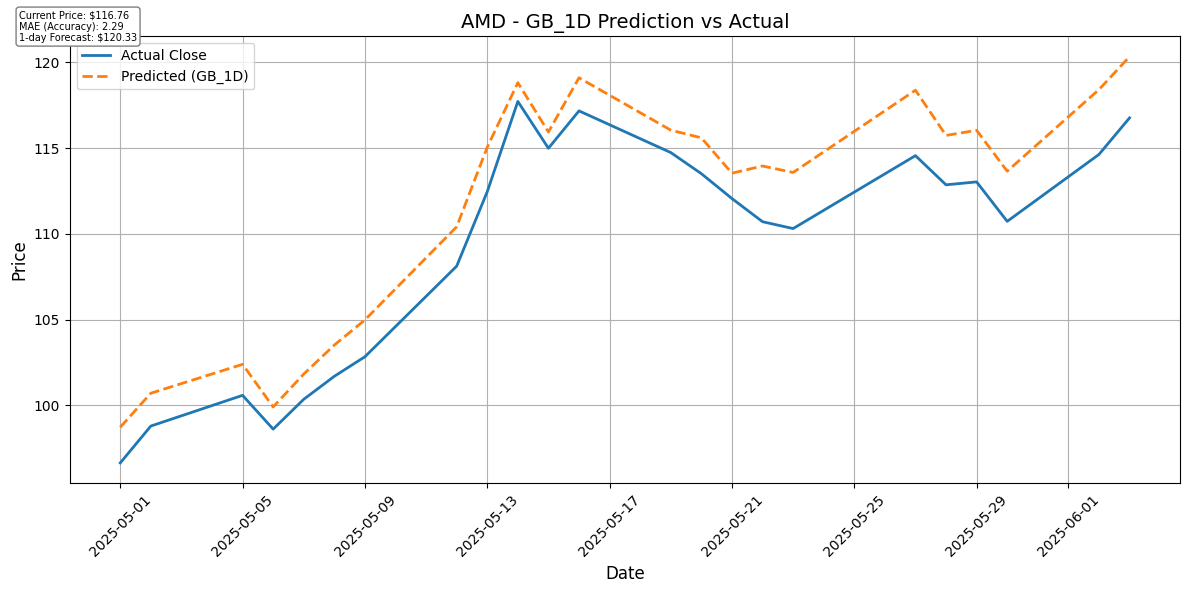 AMD - GB_1D Prediction vs Actual
Current Price: $116.76
MAE (Accuracy): 2.29
1-day Forecast: $120.33
Actual Close
Predicted (GB_1D)
Price
120
115
110
105
100
2025-05-01
2025-05-05
2025-05-09
2025-05-13
2025-05-17
2025-05-21
2025-05-25
2025-05-29
2025-06-01
Date